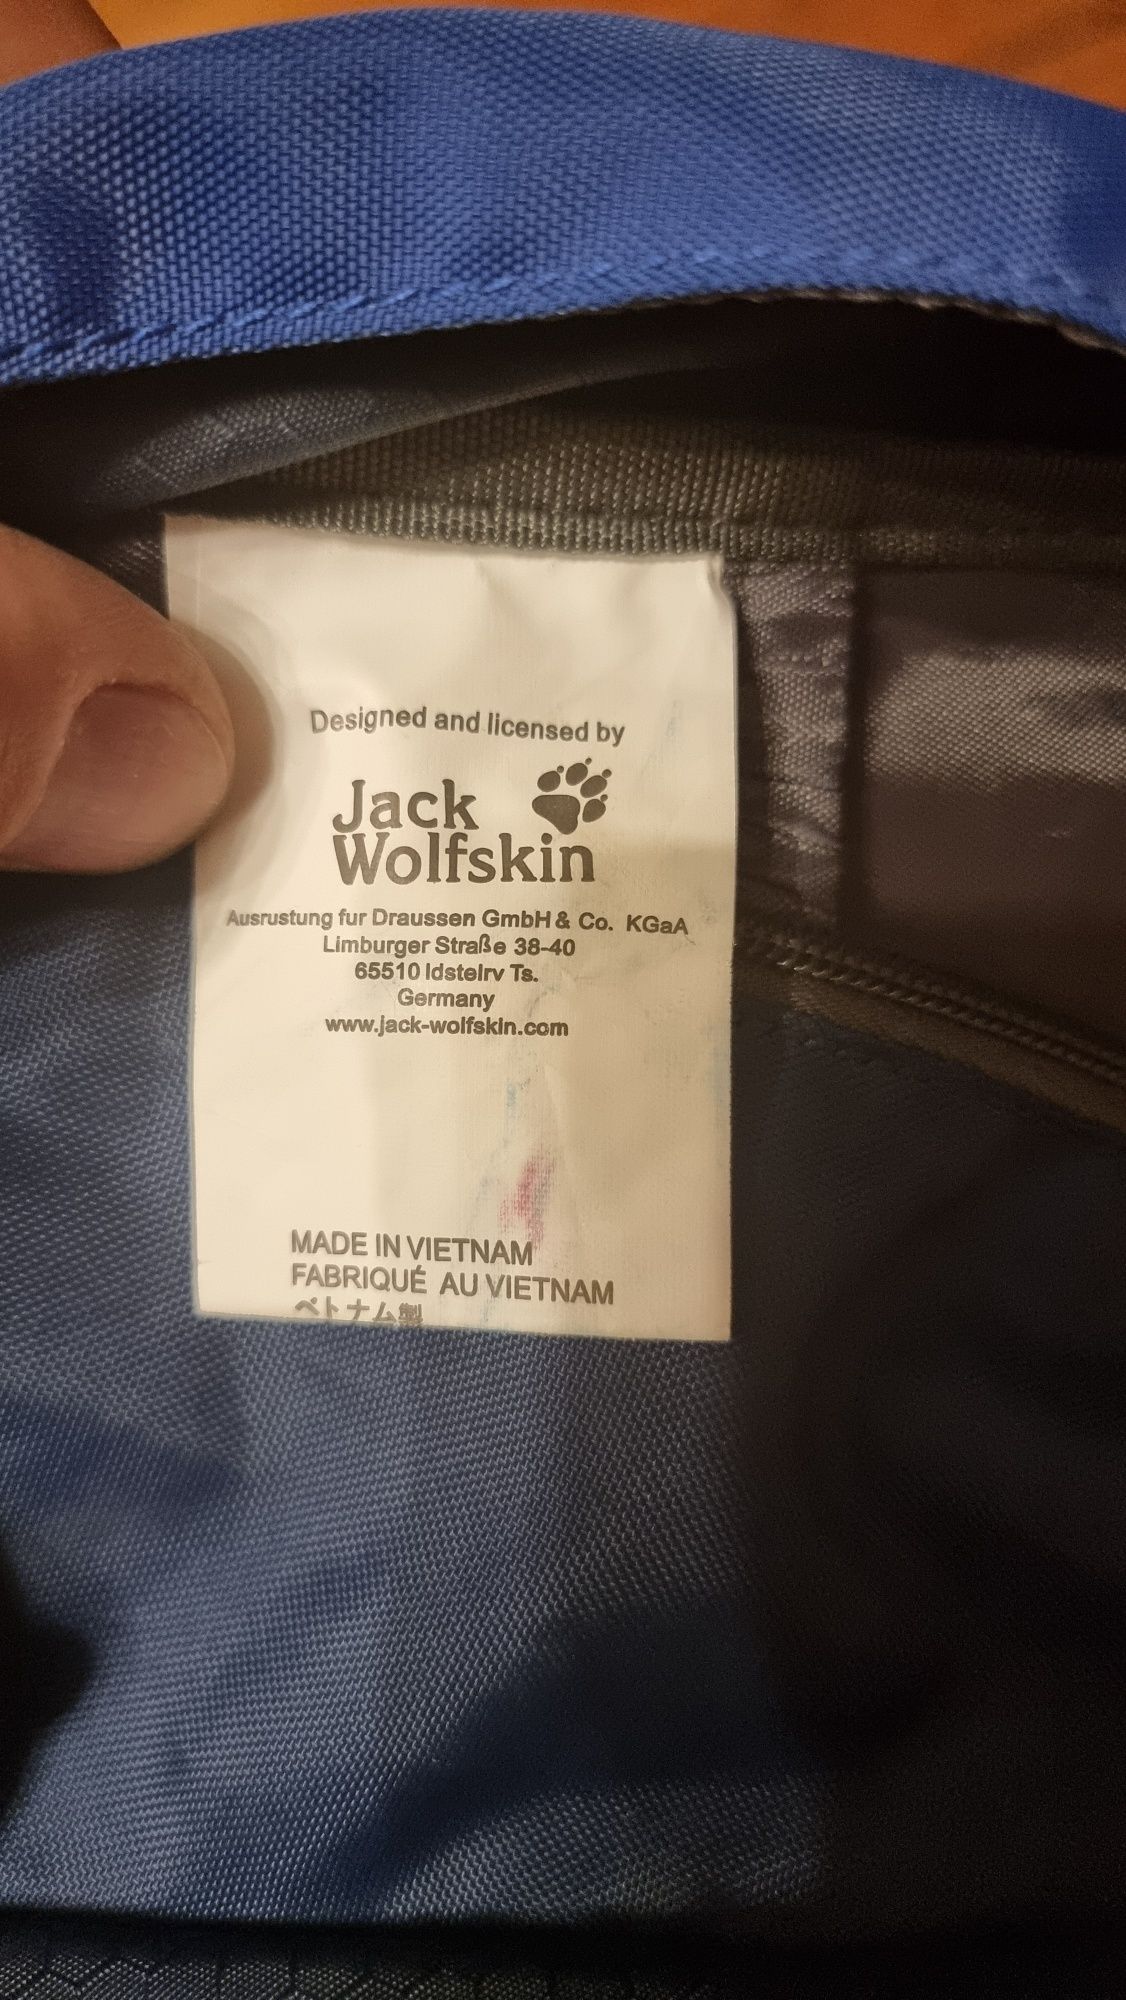 Designed and licensed by
Jack
Wolfskin
Ausrustung fur Draussen GmbH & Co. KGaA
Limburger Straße 38-40
65510 Idstelrv Ts.
Germany
www.jack-wolfskin.com
MADE IN VIETNAM
FABRIQUÉ AU VIETNAM
ベトナム製